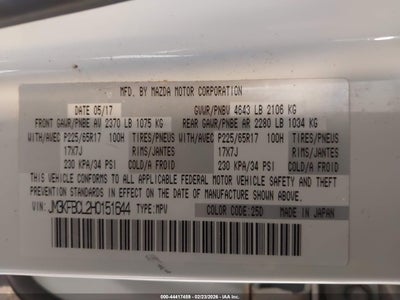 MFD. BY MAZDA MOTOR CORPORATION
DATE 05/17 GVWR/PNBV 4643 LB 2106 KG
FRONT GAWR/PNBE AV 2370 LB 1075 KG REAR GAWR/PNBE AR 2280 LB 1034 KG
WITH/AVEC P225/65R17 100H TIRES/PNEUS WITH/AVEC P225/65R17 100H TIRES/PNEUS
17X7J RIMS/JANTES 17X7J RIMS/JANTES
230 KPA/34 PSI COLD/A FROID 230 KPA/34 PSI COLD/A FROID
THIS VEHICLE CONFORMS TO ALL APPLICABLE FEDERAL MOTOR VEHICLE SAFETY AND THEFT
PREVENTION STANDARDS IN EFFECT ON THE DATE OF MANUFACTURE SHOWN ABOVE.
VIN: JM3KFBCL2H0151644 TYPE:MPV COLOR CODE:25D MADE IN JAPAN
ID: 44417489 - 02/23/2026 - IAA